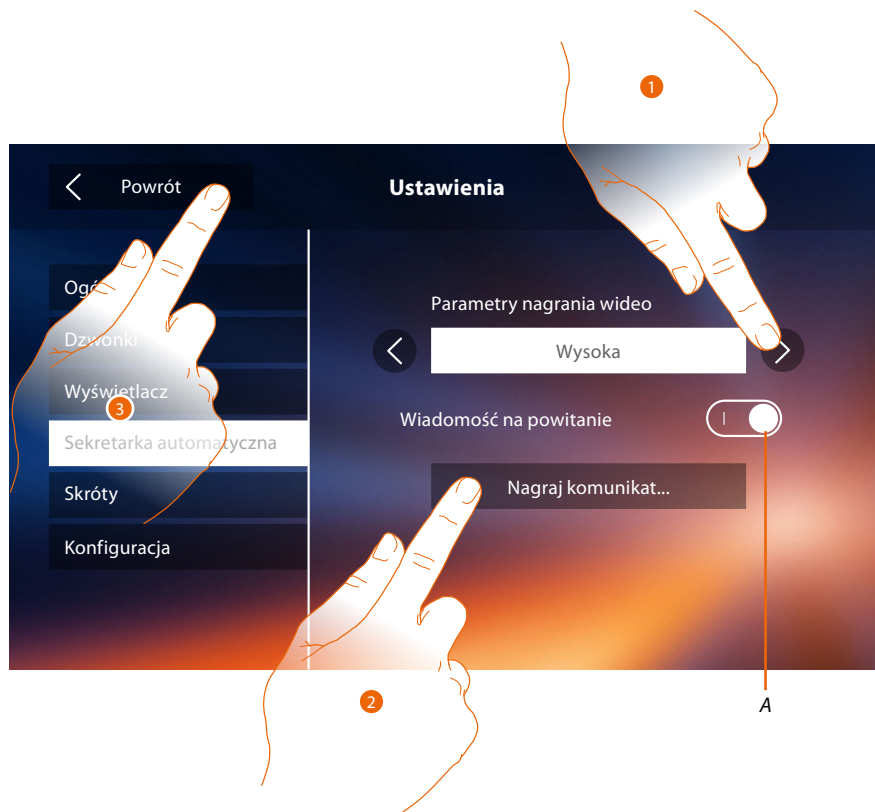 1
Powrót
Ustawienia
Parametry nagrania wideo
Dzwonki
Wysoka
Wyświetlacz
3
Wiadomość na powitanie
Sekretarka automatyczna
Skróty
Nagraj komunikat...
Konfiguracja
2
A